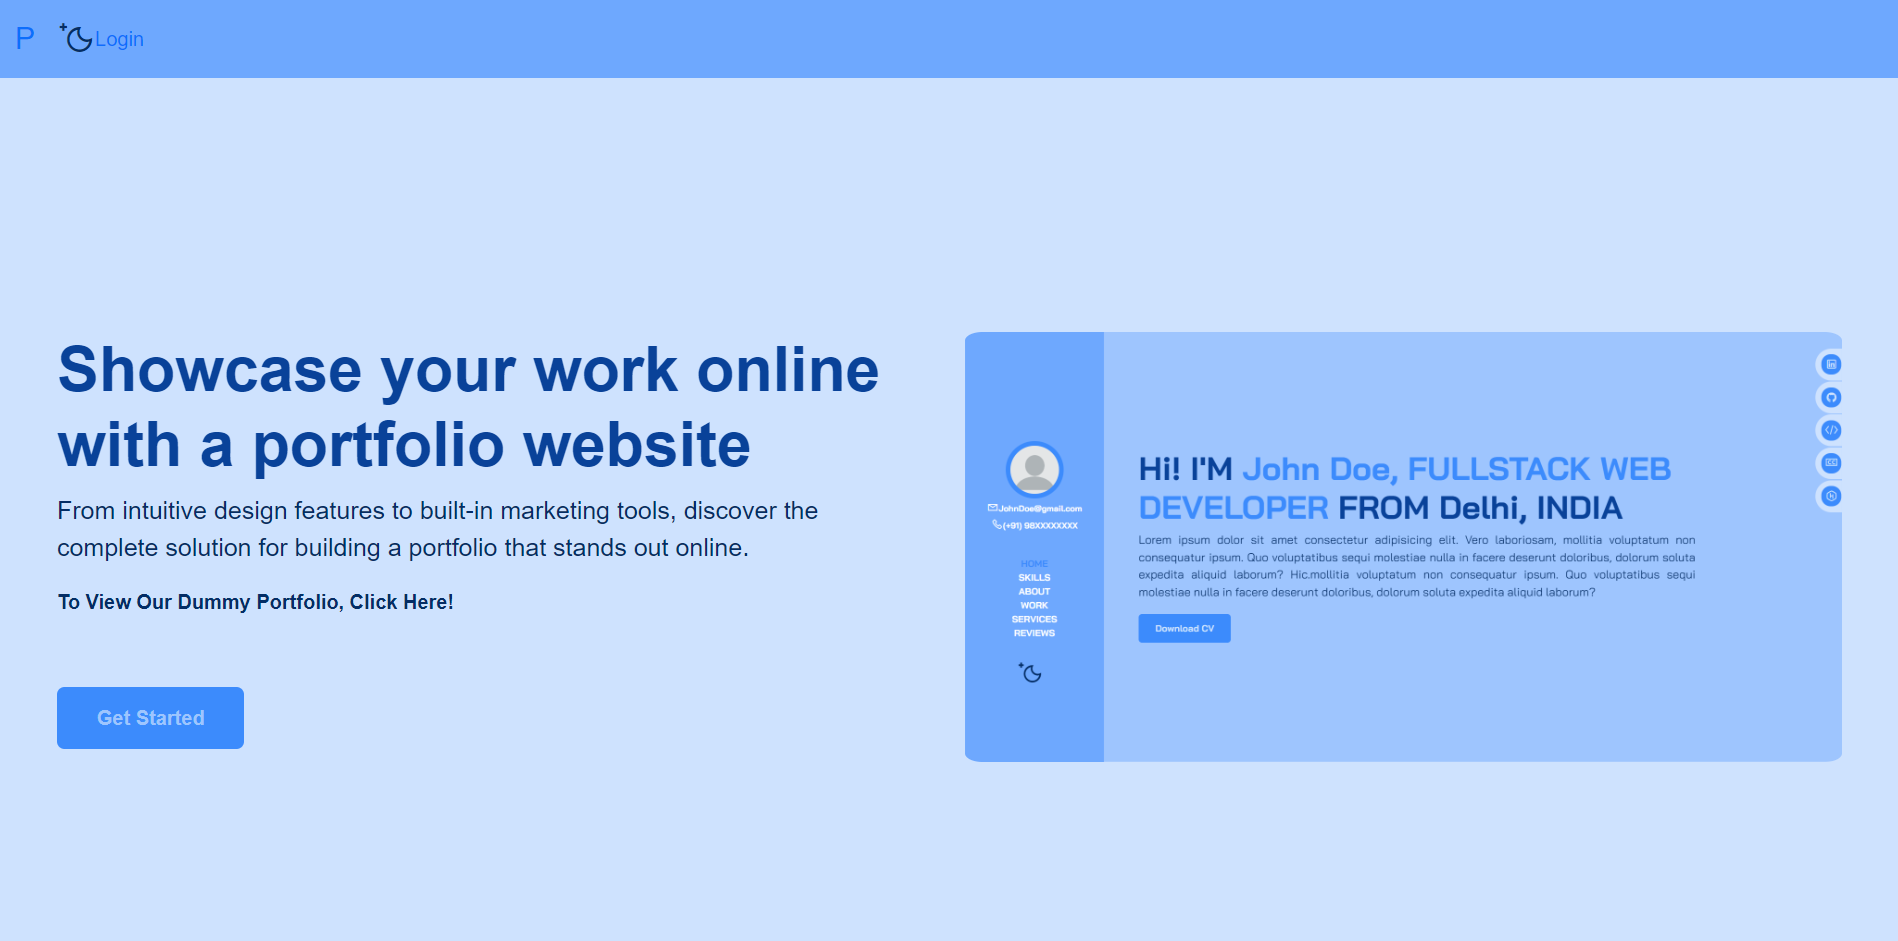 P Login
Showcase your work online
with a portfolio website
From intuitive design features to built-in marketing tools, discover the
complete solution for building a portfolio that stands out online.
To View Our Dummy Portfolio, Click Here!
Get Started
JohnDoe@gmail.com
(+91) 98XXXXXXXX
HOME
SKILLS
ABOUT
WORK
SERVICES
REVIEWS
Hi! I'M John Doe, FULLSTACK WEB
DEVELOPER FROM Delhi, INDIA
Lorem ipsum dolor sit amet consectetur adipisicing elit. Vero laboriosam, mollitia voluptatum non
consequatur ipsum. Quo voluptatibus sequi molestiae nulla in facere deserunt doloribus, dolorum soluta
expedita aliquid laborum? Hic.mollitia voluptatum non consequatur ipsum. Quo voluptatibus sequi
molestiae nulla in facere deserunt doloribus, dolorum soluta expedita aliquid laborum?
Download CV